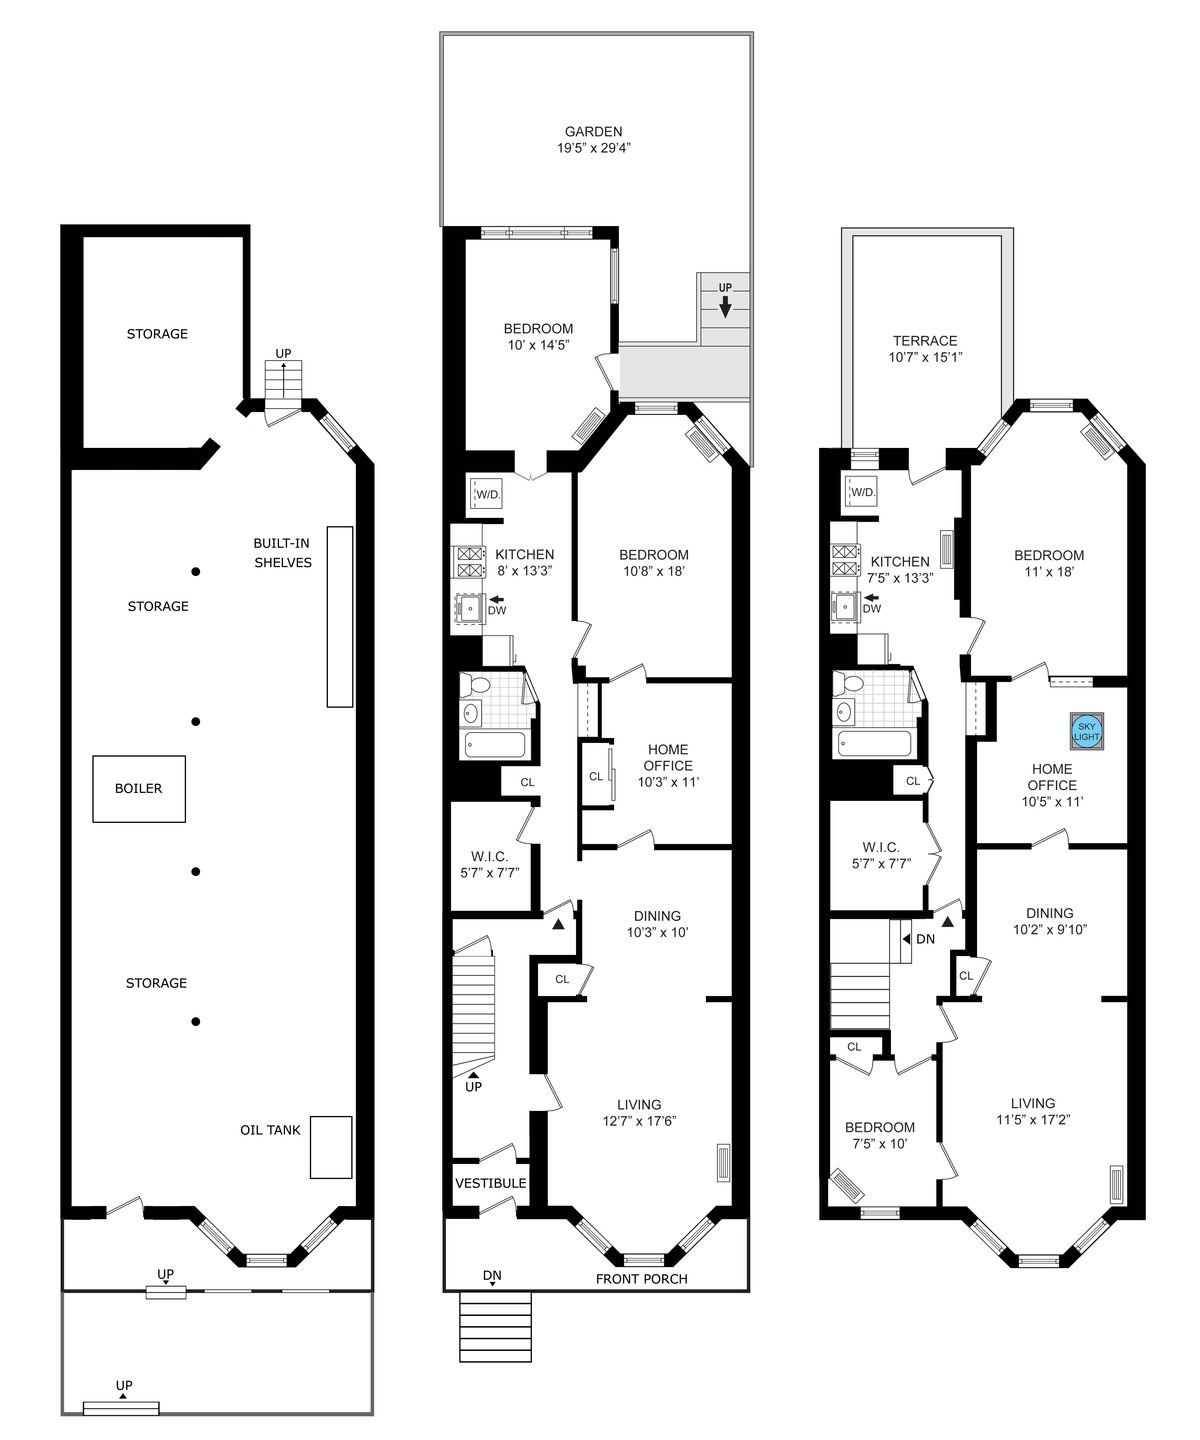 STORAGE
UP
BUILT-IN
SHELVES
STORAGE
BOILER
STORAGE
OIL TANK
UP
UP
GARDEN
19'5" x 29'4"
UP
BEDROOM
10' x 14'5"
W/D.
KITCHEN
8' x 13'3"
DW
BEDROOM
10'8" x 18'
HOME
OFFICE
10'3" x 11'
CL
CL
W.I.C.
5'7" x 7'7"
DINING
10'3" x 10'
CL
UP
LIVING
12'7" x 17'6"
VESTIBULE
DN
FRONT PORCH
TERRACE
10'7" x 15'1"
W/D.
KITCHEN
7'5" x 13'3"
DW
BEDROOM
11' x 18'
SKY
LIGHT
HOME
OFFICE
10'5" x 11'
CL
W.I.C.
5'7" x 7'7"
DN
DINING
10'2" x 9'10"
CL
CL
LIVING
11'5" x 17'2"
BEDROOM
7'5" x 10'